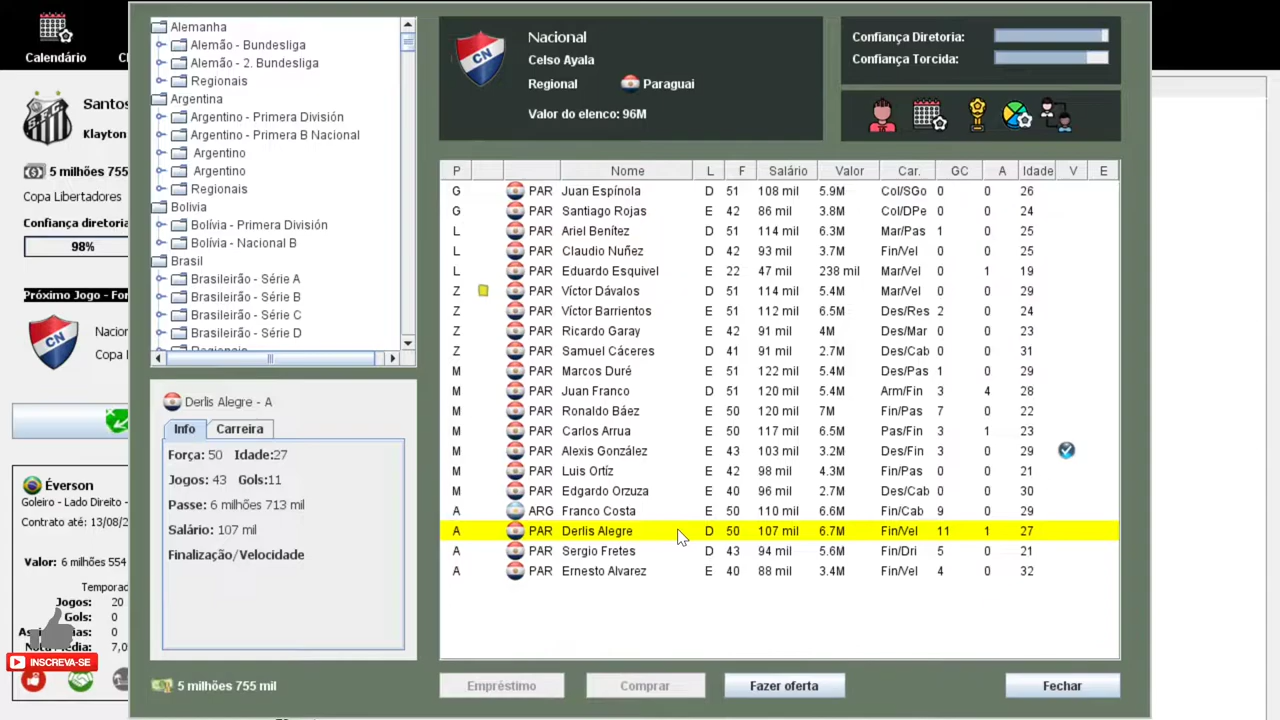 Calendário
Santos
Klayton
5 milhões 755
Copa Libertadores
Confiança diretoria
98%
Próximo Jogo - For
Nacion
Copa L
Éverson
Goleiro - Lado Direito -
Contrato até: 13/08/2
Valor: 6 milhões 554
Temporad
Jogos: 20
Gols: 0
0
7,0
INSCREVA-SE
Alemanha
Alemão - Bundesliga
Alemão - 2. Bundesliga
Regionais
Argentina
Argentina - Primera División
Argentina - Primera B Nacional
Argentino
Argentino
Regionais
Bolivia
Bolívia - Primera División
Bolívia - Nacional B
Brasil
Brasileirão - Série A
Brasileirão - Série B
Brasileirão - Série C
Brasileirão - Série D
Regionais
Derlis Alegre - A
Info Carreira
Força: 50 Idade:27
Jogos: 43 Gols:11
Passe: 6 milhões 713 mil
Salário: 107 mil
Finalização/Velocidade
5 milhões 755 mil
CN
Nacional
Celso Ayala
Regional Paraguai
Valor do elenco: 96M
Confiança Diretoria:
Confiança Torcida:
P Nome L F Salário Valor Car. GC A Idade V E
G PAR Juan Espínola D 51 108 mil 5.9M Col/SGo 0 0 26
G PAR Santiago Rojas E 42 86 mil 3.8M Col/DPe 0 0 24
L PAR Ariel Benítez D 51 114 mil 6.3M Mar/Pas 1 0 25
L PAR Claudio Nuñez D 42 93 mil 3.7M Fin/Vel 0 0 25
L PAR Eduardo Esquivel E 22 47 mil 238 mil Mar/Vel 0 1 19
Z PAR Víctor Dávalos D 51 114 mil 5.4M Mar/Vel 0 0 29
Z PAR Víctor Barrientos E 51 112 mil 6.5M Des/Res 2 0 24
Z PAR Ricardo Garay E 42 91 mil 4M Des/Mar 0 0 23
Z PAR Samuel Cáceres D 41 91 mil 2.7M Des/Cab 0 0 31
M PAR Marcos Duré E 51 122 mil 5.4M Des/Pas 1 0 29
M PAR Juan Franco D 51 120 mil 5.4M Arm/Fin 3 4 28
M PAR Ronaldo Báez E 50 120 mil 7M Fin/Pas 7 0 22
M PAR Carlos Arrua E 50 117 mil 6.5M Pas/Fin 3 1 23
M PAR Alexis González E 43 103 mil 3.2M Des/Fin 3 0 29
M PAR Luis Ortíz E 42 98 mil 4.3M Fin/Pas 0 0 21
M PAR Edgardo Orzuza E 40 96 mil 2.7M Des/Cab 0 0 30
A ARG Franco Costa E 50 110 mil 6.6M Fin/Cab 9 0 29
A PAR Derlis Alegre D 50 107 mil 6.7M Fin/Vel 11 1 27
A PAR Sergio Fretes D 43 94 mil 5.6M Fin/Dri 5 0 21
A PAR Ernesto Alvarez E 40 88 mil 3.4M Fin/Vel 4 0 32
Empréstimo Comprar Fazer oferta Fechar